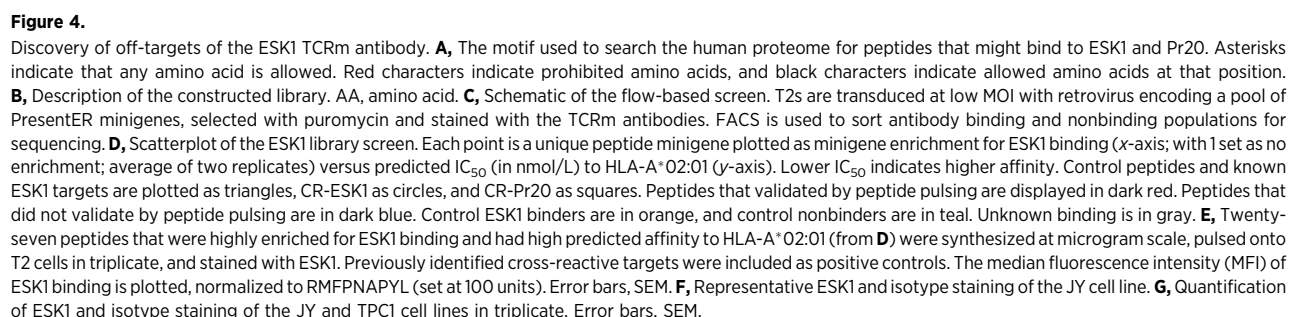 Figure 4.
Discovery of off-targets of the ESK1 TCRm antibody. A, The motif used to search the human proteome for peptides that might bind to ESK1 and Pr20. Asterisks
indicate that any amino acid is allowed. Red characters indicate prohibited amino acids, and black characters indicate allowed amino acids at that position.
B, Description of the constructed library. AA, amino acid. C, Schematic of the flow-based screen. T2s are transduced at low MOI with retrovirus encoding a pool of
PresentER minigenes, selected with puromycin and stained with the TCRm antibodies. FACS is used to sort antibody binding and nonbinding populations for
sequencing. D, Scatterplot of the ESK1 library screen. Each point is a unique peptide minigene plotted as minigene enrichment for ESK1 binding (x-axis; with 1 set as no
enrichment; average of two replicates) versus predicted IC50 (in nmol/L) to HLA-A*02:01 (y-axis). Lower IC50 indicates higher affinity. Control peptides and known
ESK1 targets are plotted as triangles, CR-ESK1 as circles, and CR-Pr20 as squares. Peptides that validated by peptide pulsing are displayed in dark red. Peptides that
did not validate by peptide pulsing are in dark blue. Control ESK1 binders are in orange, and control nonbinders are in teal. Unknown binding is in gray. E, Twenty-
seven peptides that were highly enriched for ESK1 binding and had high predicted affinity to HLA-A*02:01 (from D) were synthesized at microgram scale, pulsed onto
T2 cells in triplicate, and stained with ESK1. Previously identified cross-reactive targets were included as positive controls. The median fluorescence intensity (MFI) of
ESK1 binding is plotted, normalized to RMFPNAPYL (set at 100 units). Error bars, SEM. F, Representative ESK1 and isotype staining of the JY cell line. G, Quantification
of ESK1 and isotype staining of the JY and TPC1 cell lines in triplicate. Error bars, SEM.